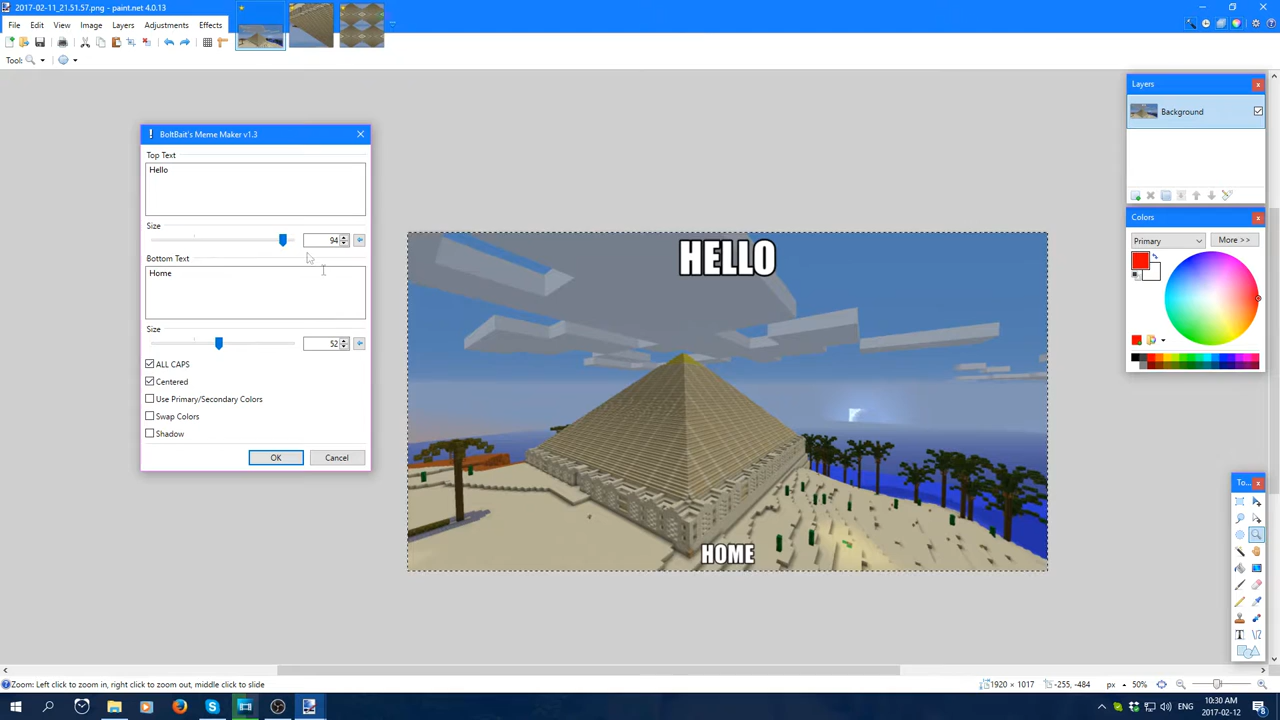 2017-02-11_21.51.57.png - paint.net 4.0.13
File Edit View Image Layers Adjustments Effects
Tool:
Layers
Background
BoltBait's Meme Maker v1.3
Top Text
Hello
Size
94
Bottom Text
Home
Size
52
ALL CAPS
Centered
Use Primary/Secondary Colors
Swap Colors
Shadow
OK Cancel
HELLO
HOME
Colors
Primary More >>
To...
Zoom: Left click to zoom in, right click to zoom out, middle click to slide
1920 x 1017 -255, -484 px 50%
ENG
10:30 AM
2017-02-12
8